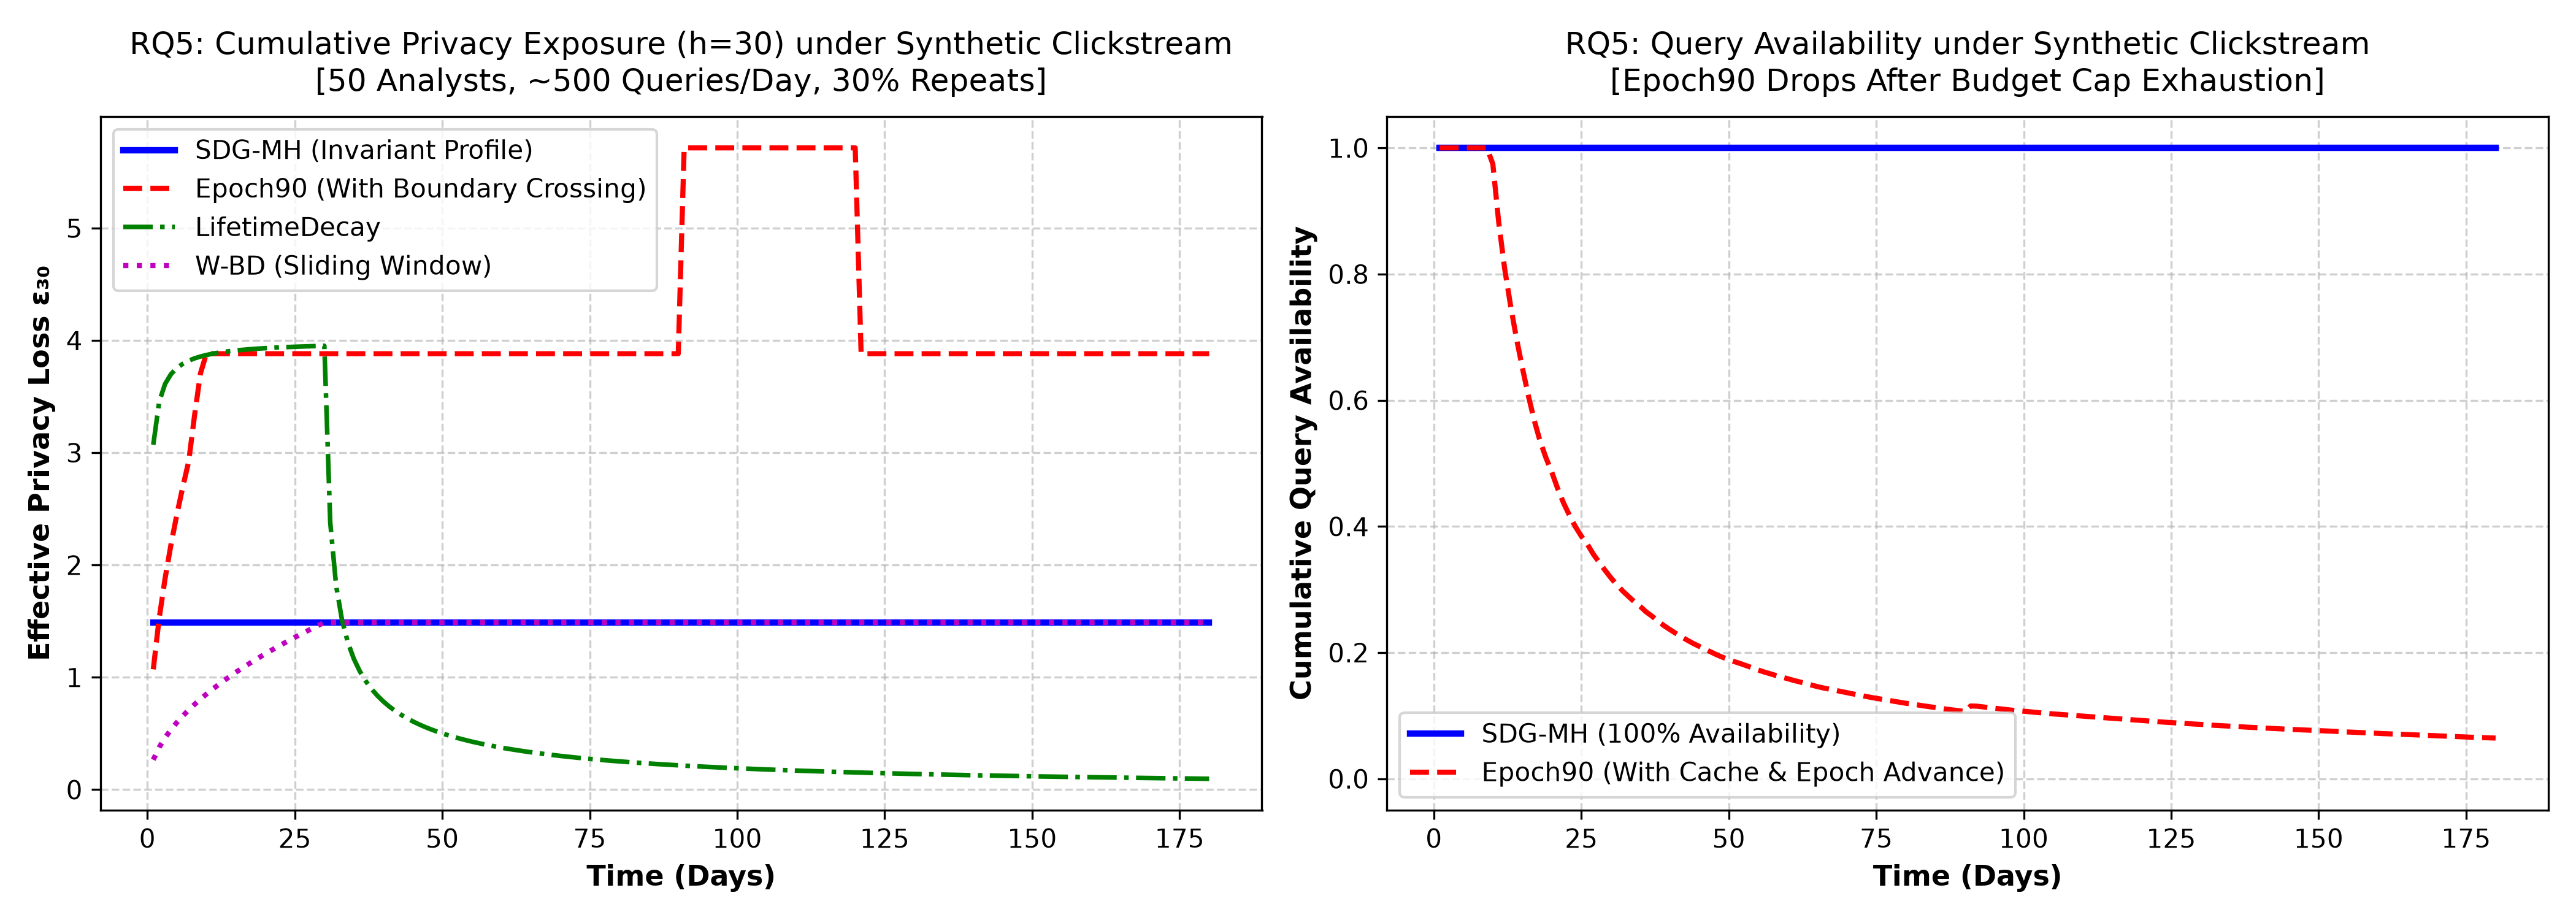 RQ5: Cumulative Privacy Exposure (h=30) under Synthetic Clickstream
[50 Analysts, ~500 Queries/Day, 30% Repeats]
SDG-MH (Invariant Profile)
Epoch90 (With Boundary Crossing)
LifetimeDecay
W-BD (Sliding Window)
Effective Privacy Loss ε₃₀
5
4
3
2
1
0
0 25 50 75 100 125 150 175
Time (Days)
RQ5: Query Availability under Synthetic Clickstream
[Epoch90 Drops After Budget Cap Exhaustion]
Cumulative Query Availability
1.0
0.8
0.6
0.4
0.2
0.0
SDG-MH (100% Availability)
Epoch90 (With Cache & Epoch Advance)
0 25 50 75 100 125 150 175
Time (Days)